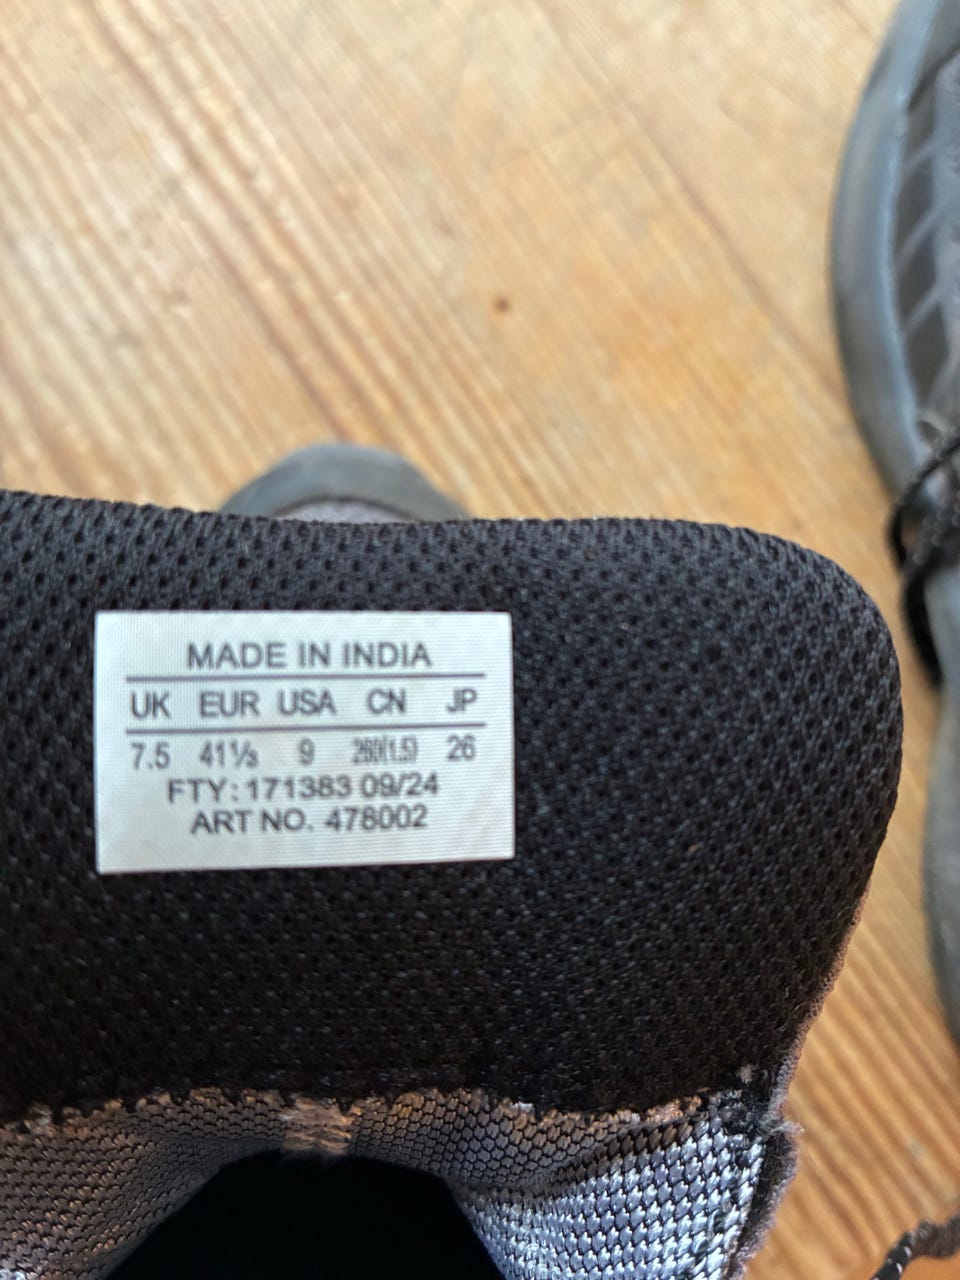 MADE IN INDIA
UK EUR USA CN JP
7.5 41⅓ 9 260(1.5) 26
FTY: 171383 09/24
ART NO. 478002